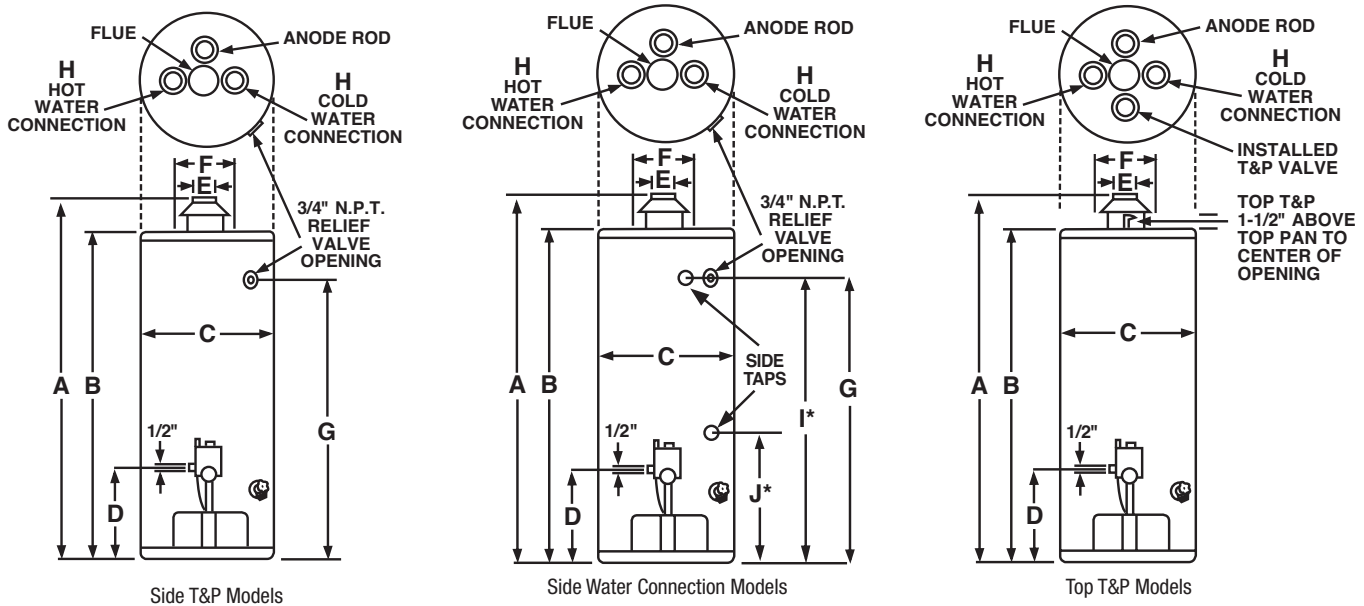 FLUE
ANODE ROD
H
HOT
WATER
CONNECTION
H
COLD
WATER
CONNECTION
F
E
3/4" N.P.T.
RELIEF
VALVE
OPENING
C
A
B
G
1/2"
D
Side T&P Models
FLUE
ANODE ROD
H
HOT
WATER
CONNECTION
H
COLD
WATER
CONNECTION
F
E
3/4" N.P.T.
RELIEF
VALVE
OPENING
C
SIDE
TAPS
A
B
G
I*
1/2"
J*
D
Side Water Connection Models
FLUE
ANODE ROD
H
HOT
WATER
CONNECTION
H
COLD
WATER
CONNECTION
INSTALLED
T&P VALVE
F
E
TOP T&P
1-1/2" ABOVE
TOP PAN TO
CENTER OF
OPENING
C
A
B
1/2"
D
Top T&P Models